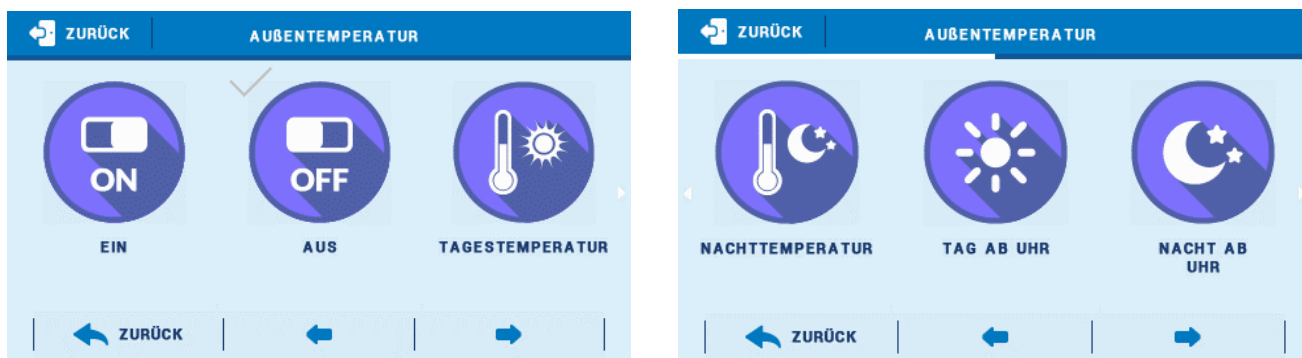 ZURÜCK
AUßENTEMPERATUR
ON
OFF
EIN
AUS
TAGESTEMPERATUR
ZURÜCK
ZURÜCK
AUßENTEMPERATUR
NACHTTEMPERATUR
TAG AB UHR
NACHT AB
UHR
ZURÜCK